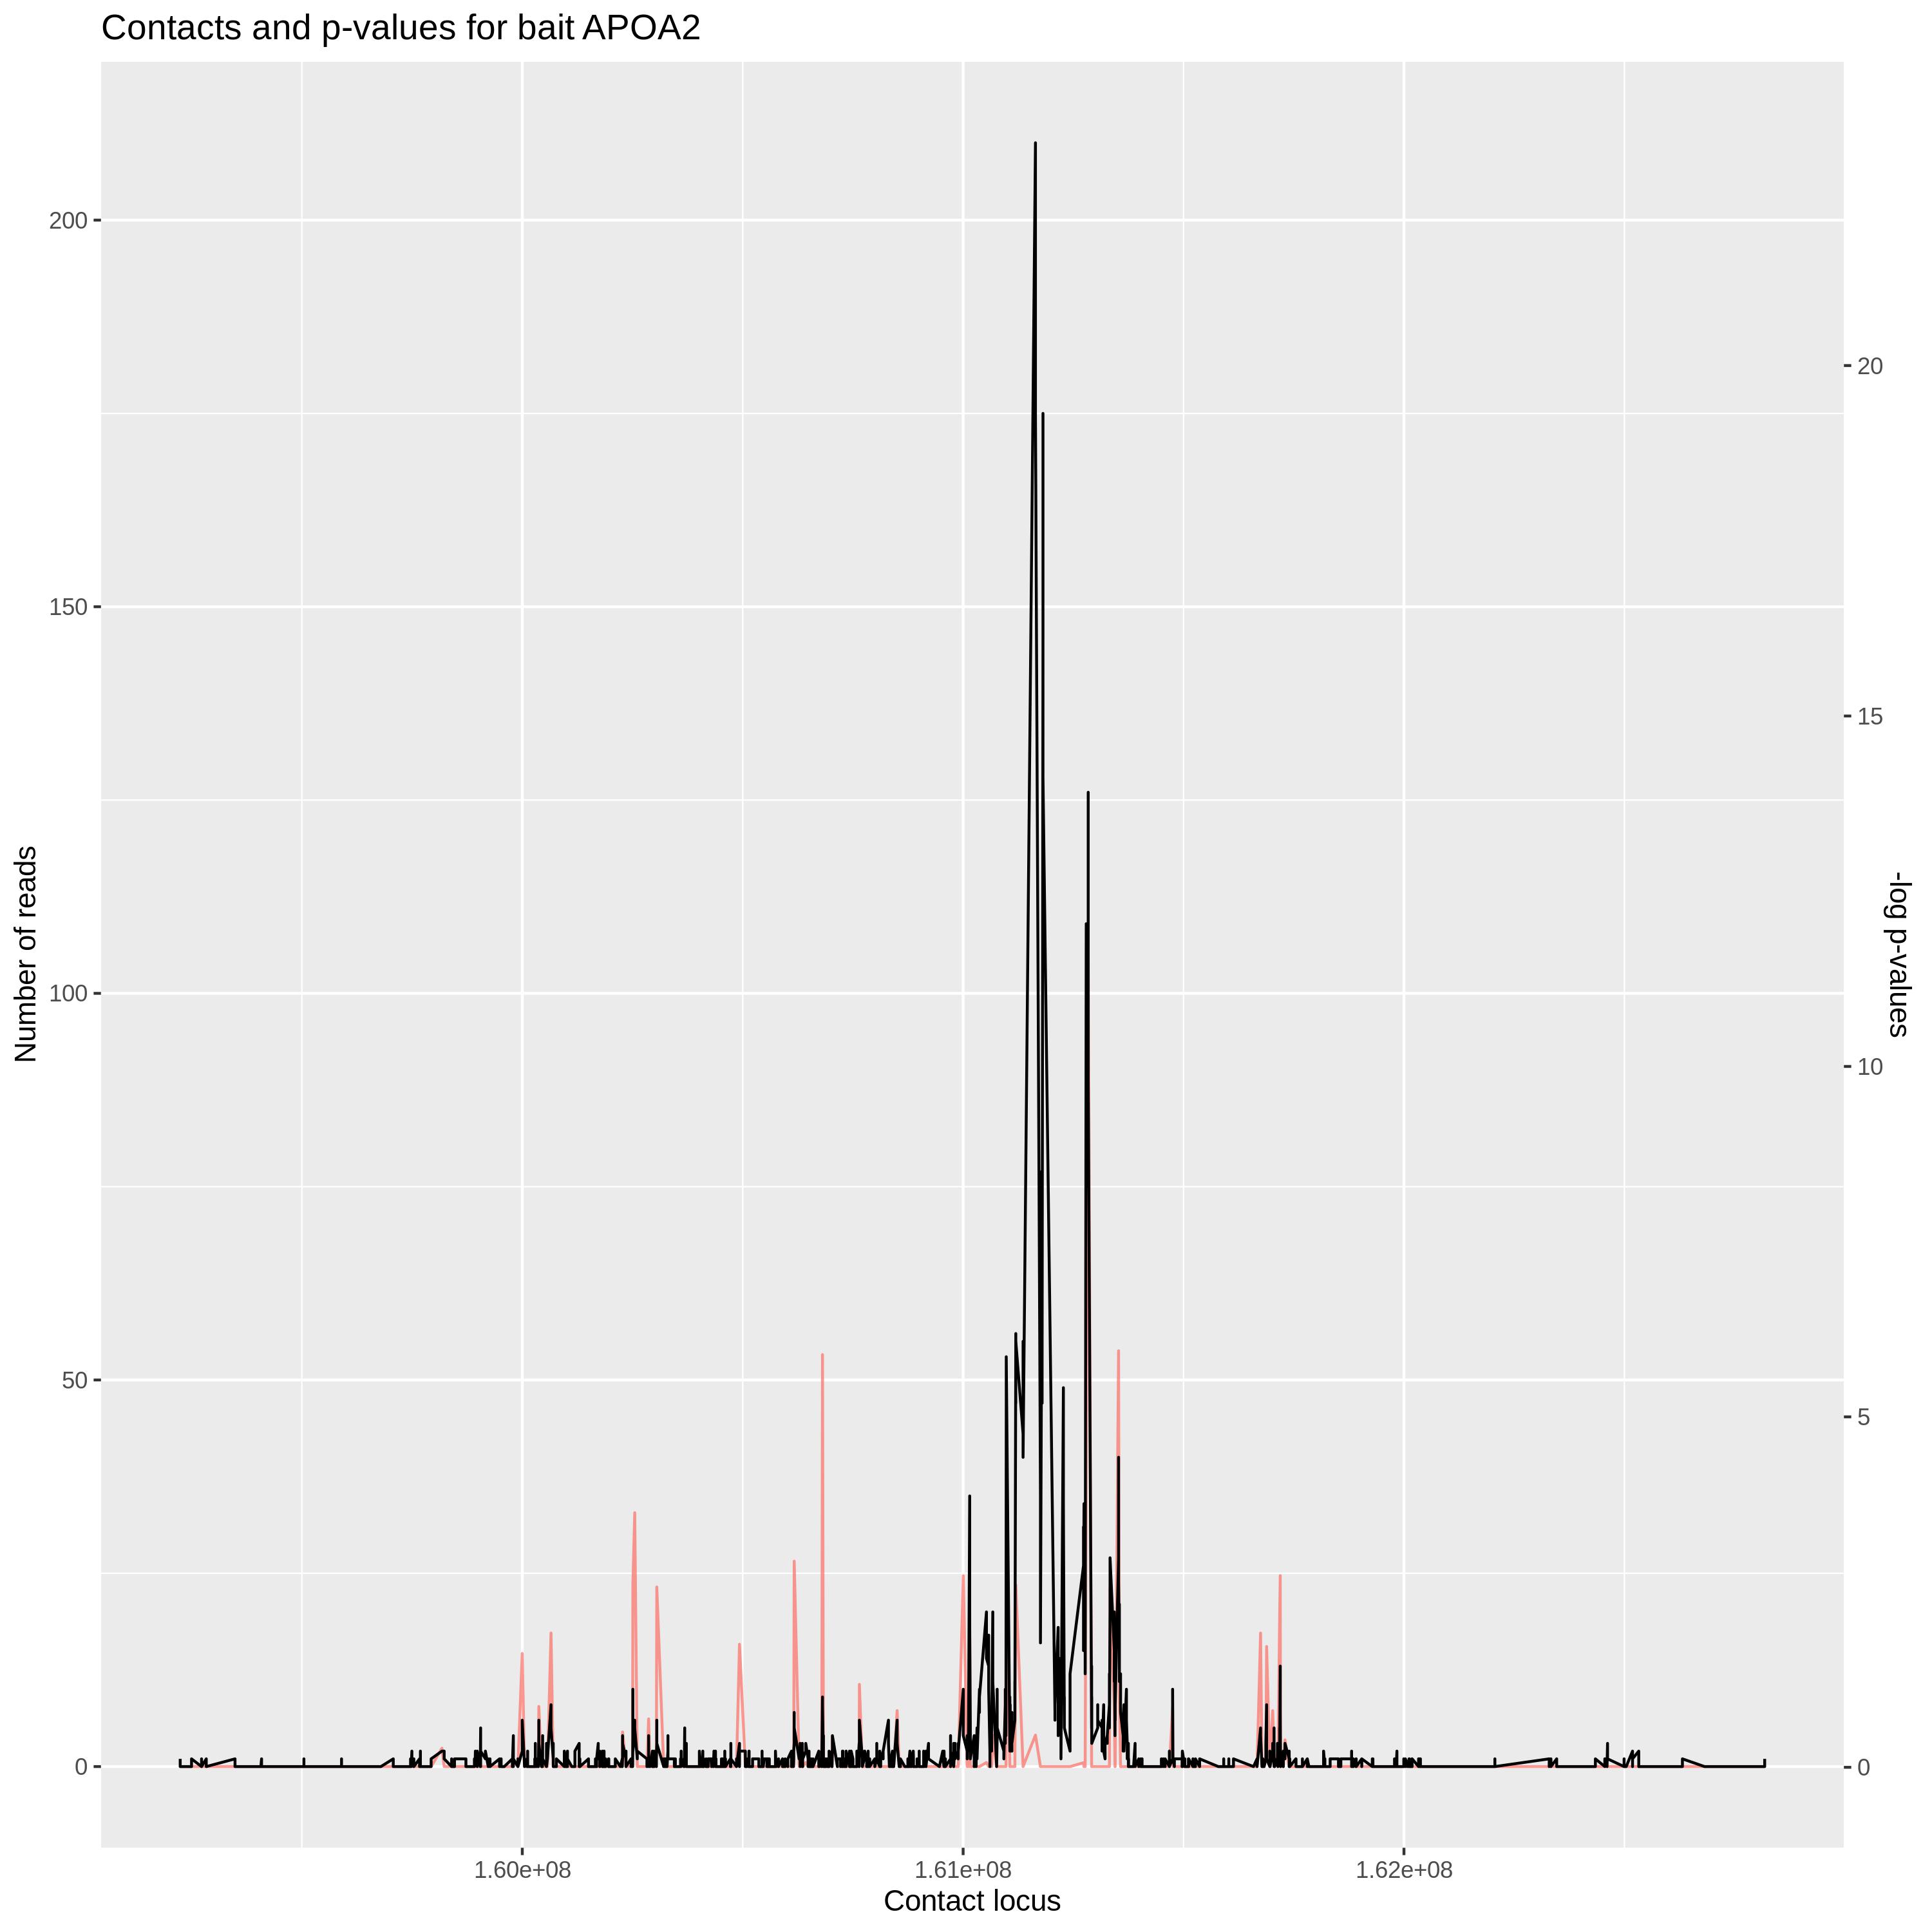 Contacts and p-values for bait APOA2
200
150
100
50
0
Number of reads
20
15
10
5
0
-log p-values
1.60e+08 1.61e+08 1.62e+08
Contact locus